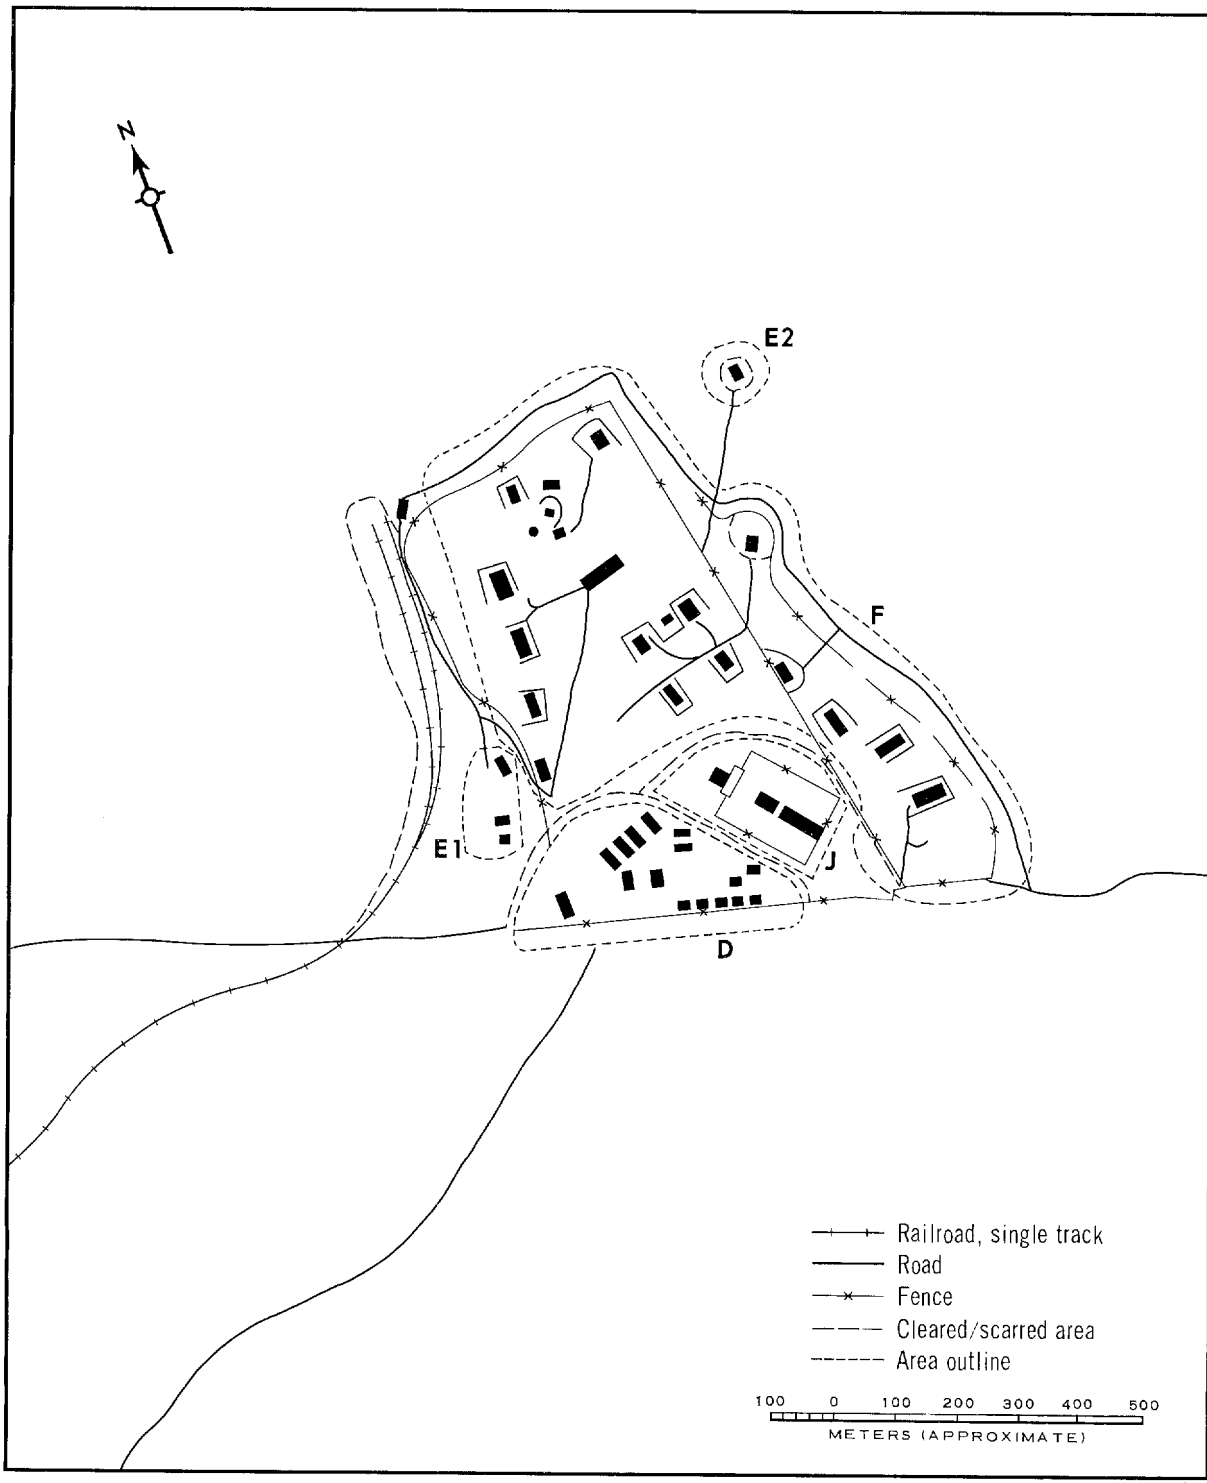 N
E2
F
E1
J
D
Railroad, single track
Road
Fence
Cleared/scarred area
Area outline
100 0 100 200 300 400 500
METERS (APPROXIMATE)